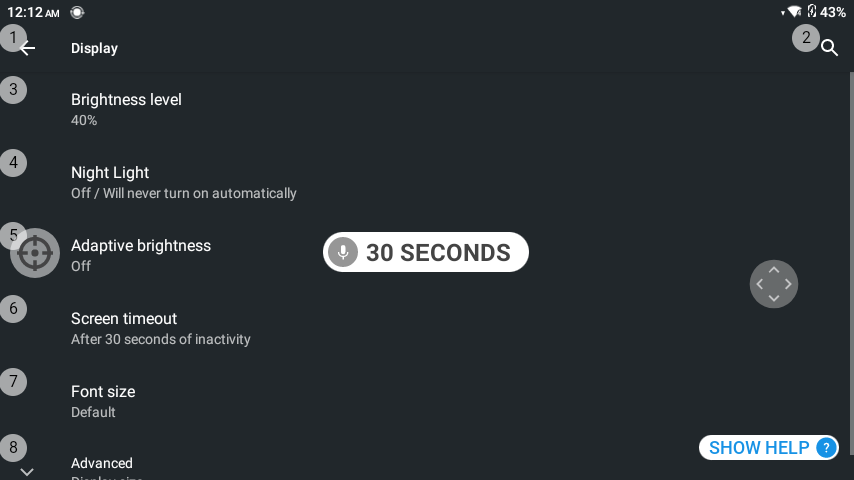 12:12 AM 43%
1 Display 2
3 Brightness level
40%
4 Night Light
Off / Will never turn on automatically
5 Adaptive brightness
Off
30 SECONDS
6 Screen timeout
After 30 seconds of inactivity
7 Font size
Default
8 Advanced
Display size
SHOW HELP ?